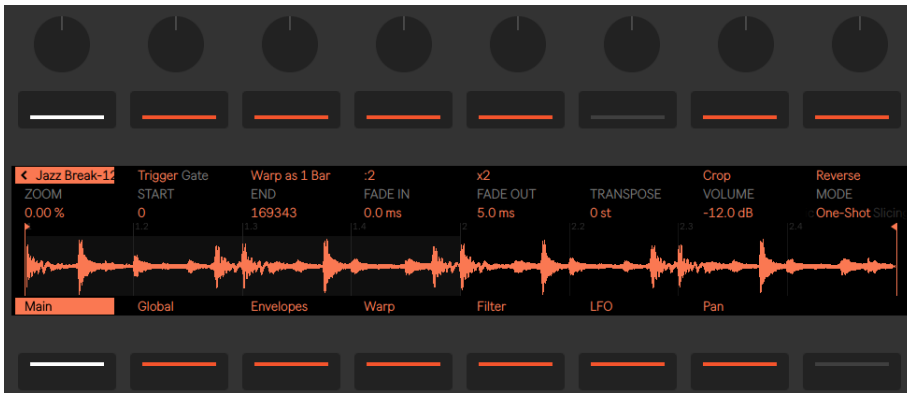 Jazz Break-12 Trigger Gate Warp as 1 Bar :2 x2 Crop Reverse
ZOOM START END FADE IN FADE OUT TRANSPOSE VOLUME MODE
0.00 % 0 169343 0.0 ms 5.0 ms 0 st -12.0 dB One-Shot Slicin
1.2 1.3 1.4 2 2.2 2.3 2.4
Main Global Envelopes Warp Filter LFO Pan